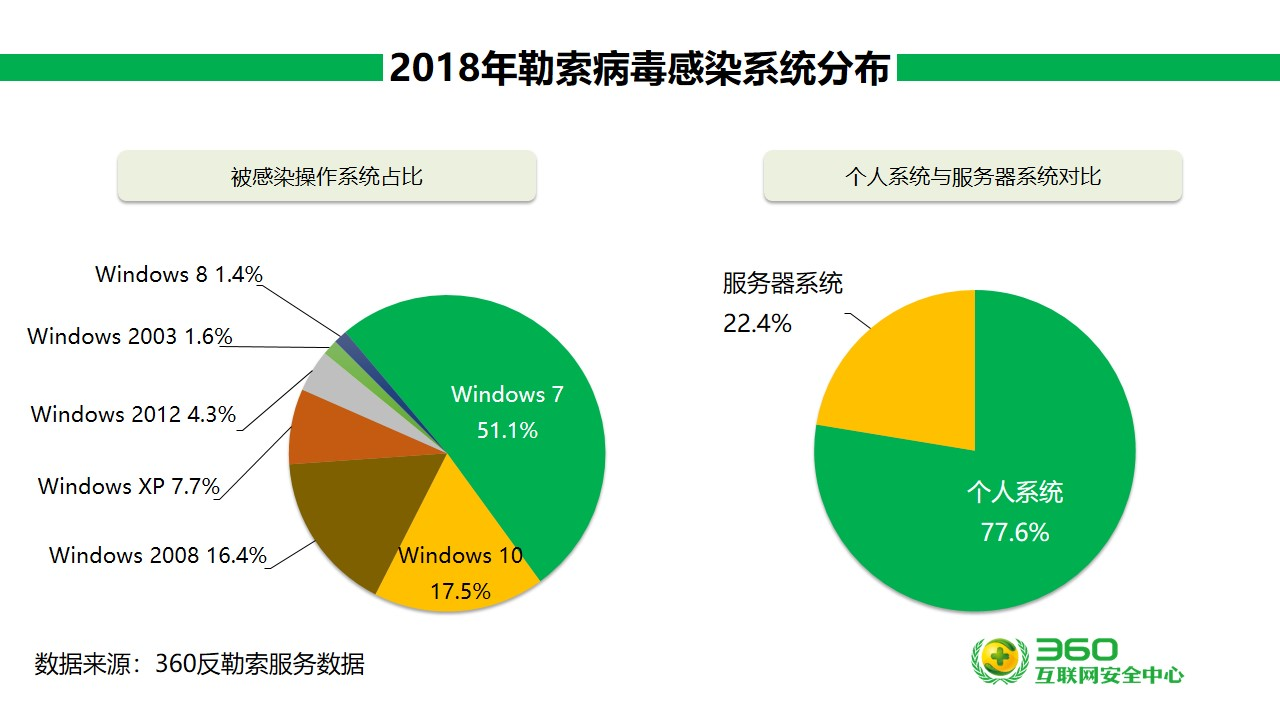 2018年勒索病毒感染系统分布
被感染操作系统占比
Windows 8 1.4%
Windows 2003 1.6%
Windows 2012 4.3%
Windows XP 7.7%
Windows 2008 16.4%
Windows 7
51.1%
Windows 10
17.5%
个人系统与服务器系统对比
服务器系统
22.4%
个人系统
77.6%
数据来源：360反勒索服务数据
360
互联网安全中心